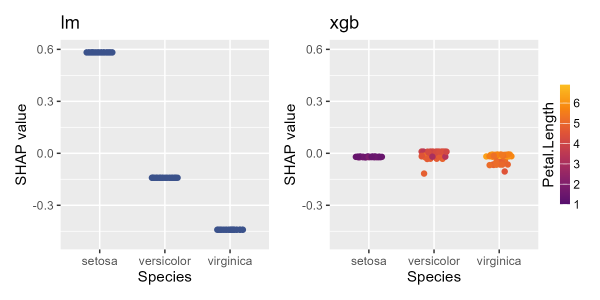 lm
SHAP value
0.6
0.3
0.0
-0.3
setosa versicolor virginica
Species
xgb
SHAP value
0.6
0.3
0.0
-0.3
setosa versicolor virginica
Species
Petal.Length
6
5
4
3
2
1